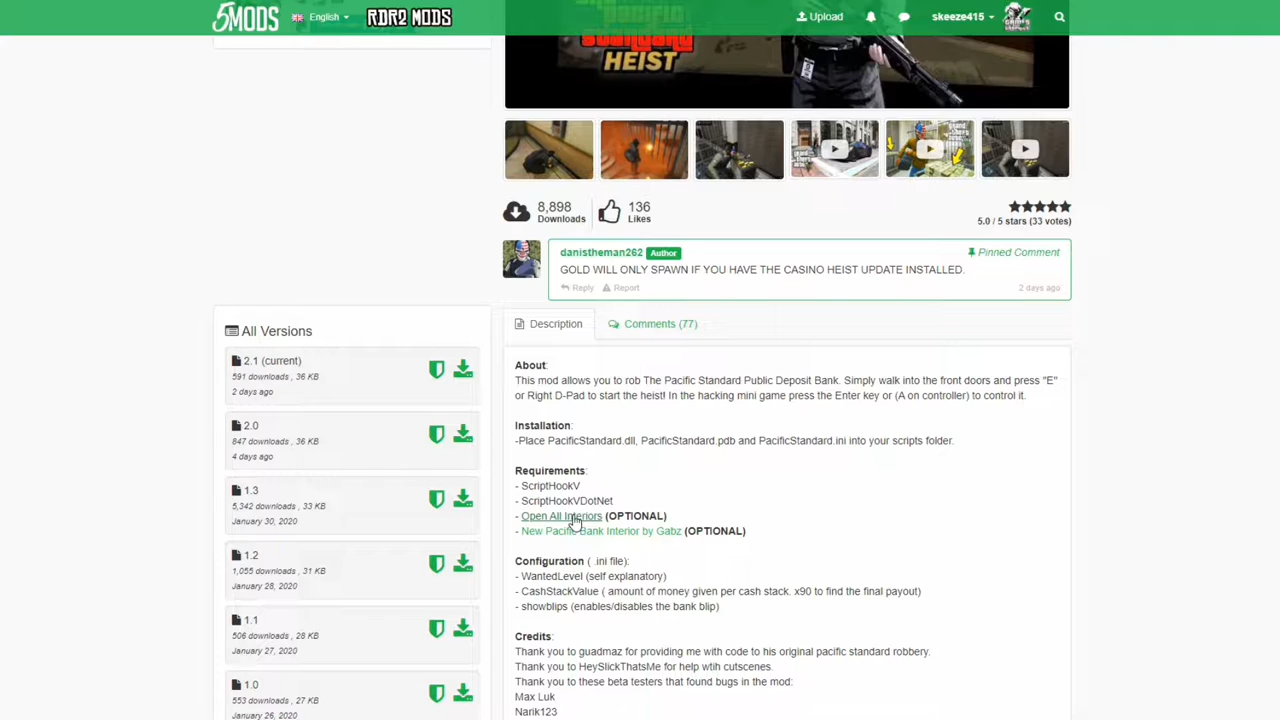 5MODS English RDR2 MODS Upload skeeze415
STANDARD
HEIST
8,898
Downloads
136
Likes
5.0 / 5 stars (33 votes)
danistheman262 Author Pinned Comment
GOLD WILL ONLY SPAWN IF YOU HAVE THE CASINO HEIST UPDATE INSTALLED.
Reply Report 2 days ago
All Versions
2.1 (current)
591 downloads , 36 KB
2 days ago
2.0
847 downloads , 36 KB
4 days ago
1.3
5,342 downloads , 33 KB
January 30, 2020
1.2
1,055 downloads , 31 KB
January 28, 2020
1.1
506 downloads , 28 KB
January 27, 2020
1.0
553 downloads , 27 KB
January 26, 2020
Description Comments (77)
About:
This mod allows you to rob The Pacific Standard Public Deposit Bank. Simply walk into the front doors and press "E"
or Right D-Pad to start the heist! In the hacking mini game press the Enter key or (A on controller) to control it.
Installation:
-Place PacificStandard.dll, PacificStandard.pdb and PacificStandard.ini into your scripts folder.
Requirements:
- ScriptHookV
- ScriptHookVDotNet
- Open All Interiors (OPTIONAL)
- New Pacific Bank Interior by Gabz (OPTIONAL)
Configuration ( .ini file):
- WantedLevel (self explanatory)
- CashStackValue ( amount of money given per cash stack. x90 to find the final payout)
- showblips (enables/disables the bank blip)
Credits:
Thank you to guadmaz for providing me with code to his original pacific standard robbery.
Thank you to HeySlickThatsMe for help wtih cutscenes.
Thank you to these beta testers that found bugs in the mod:
Max Luk
Narik123